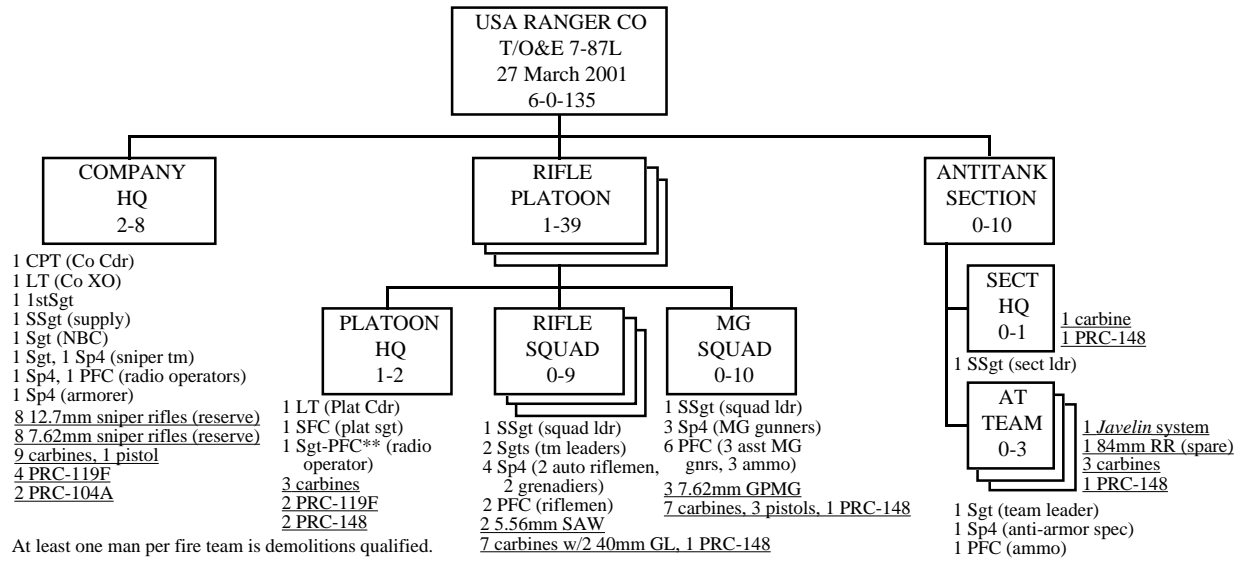 USA RANGER CO
T/O&E 7-87L
27 March 2001
6-0-135
COMPANY
HQ
2-8
1 CPT (Co Cdr)
1 LT (Co XO)
1 1stSgt
1 SSgt (supply)
1 Sgt (NBC)
1 Sgt, 1 Sp4 (sniper tm)
1 Sp4, 1 PFC (radio operators)
1 Sp4 (armorer)
8 12.7mm sniper rifles (reserve)
8 7.62mm sniper rifles (reserve)
9 carbines, 1 pistol
4 PRC-119F
2 PRC-104A
RIFLE
PLATOON
1-39
PLATOON
HQ
1-2
1 LT (Plat Cdr)
1 SFC (plat sgt)
1 Sgt-PFC** (radio
operator)
3 carbines
2 PRC-119F
2 PRC-148
RIFLE
SQUAD
0-9
1 SSgt (squad ldr)
2 Sgts (tm leaders)
4 Sp4 (2 auto riflemen,
2 grenadiers)
2 PFC (riflemen)
2 5.56mm SAW
7 carbines w/2 40mm GL, 1 PRC-148
MG
SQUAD
0-10
1 SSgt (squad ldr)
3 Sp4 (MG gunners)
6 PFC (3 asst MG
gnrs, 3 ammo)
3 7.62mm GPMG
7 carbines, 3 pistols, 1 PRC-148
ANTITANK
SECTION
0-10
SECT
HQ
0-1
1 carbine
1 PRC-148
1 SSgt (sect ldr)
AT
TEAM
0-3
1 Javelin system
1 84mm RR (spare)
3 carbines
1 PRC-148
1 Sgt (team leader)
1 Sp4 (anti-armor spec)
1 PFC (ammo)
At least one man per fire team is demolitions qualified.